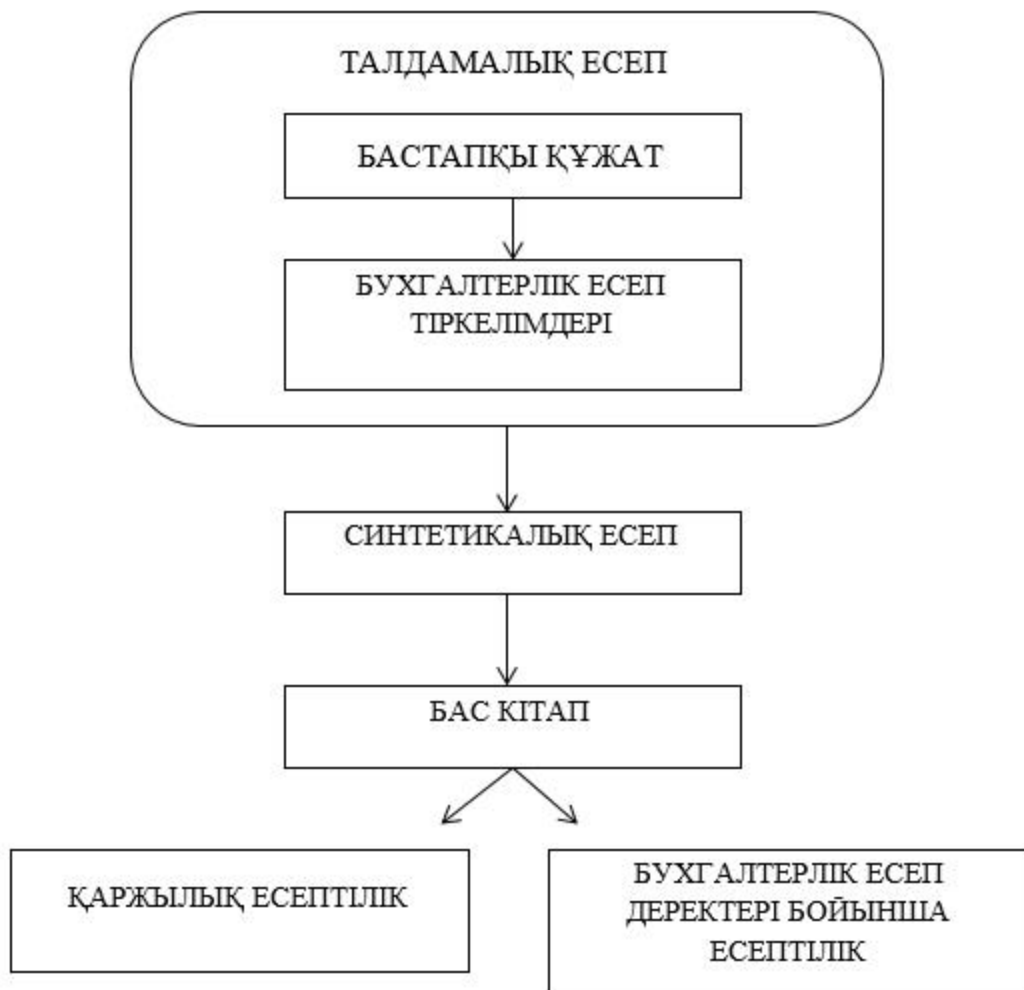 ТАЛДАМАЛЫҚ ЕСЕП
БАСТАПҚЫ ҚҰЖАТ
БУХГАЛТЕРЛІК ЕСЕП
ТІРКЕЛІМДЕРІ
СИНТЕТИКАЛЫҚ ЕСЕП
БАС КІТАП
ҚАРЖЫЛЫҚ ЕСЕПТІЛІК
БУХГАЛТЕРЛІК ЕСЕП
ДЕРЕКТЕРІ БОЙЫНША
ЕСЕПТІЛІК